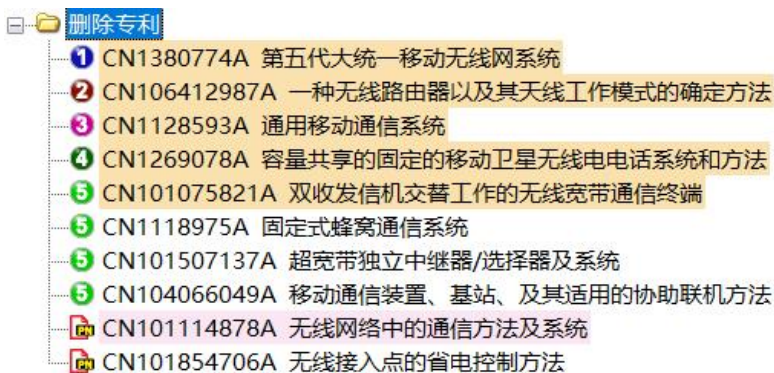 删除专利
1 CN1380774A 第五代大统一移动无线网系统
2 CN106412987A 一种无线路由器以及其天线工作模式的确定方法
3 CN1128593A 通用移动通信系统
4 CN1269078A 容量共享的固定的移动卫星无线电电话系统和方法
5 CN101075821A 双收发信机交替工作的无线宽带通信终端
5 CN1118975A 固定式蜂窝通信系统
5 CN101507137A 超宽带独立中继器/选择器及系统
5 CN104066049A 移动通信装置、基站、及其适用的协助联机方法
CN101114878A 无线网络中的通信方法及系统
CN101854706A 无线接入点的省电控制方法